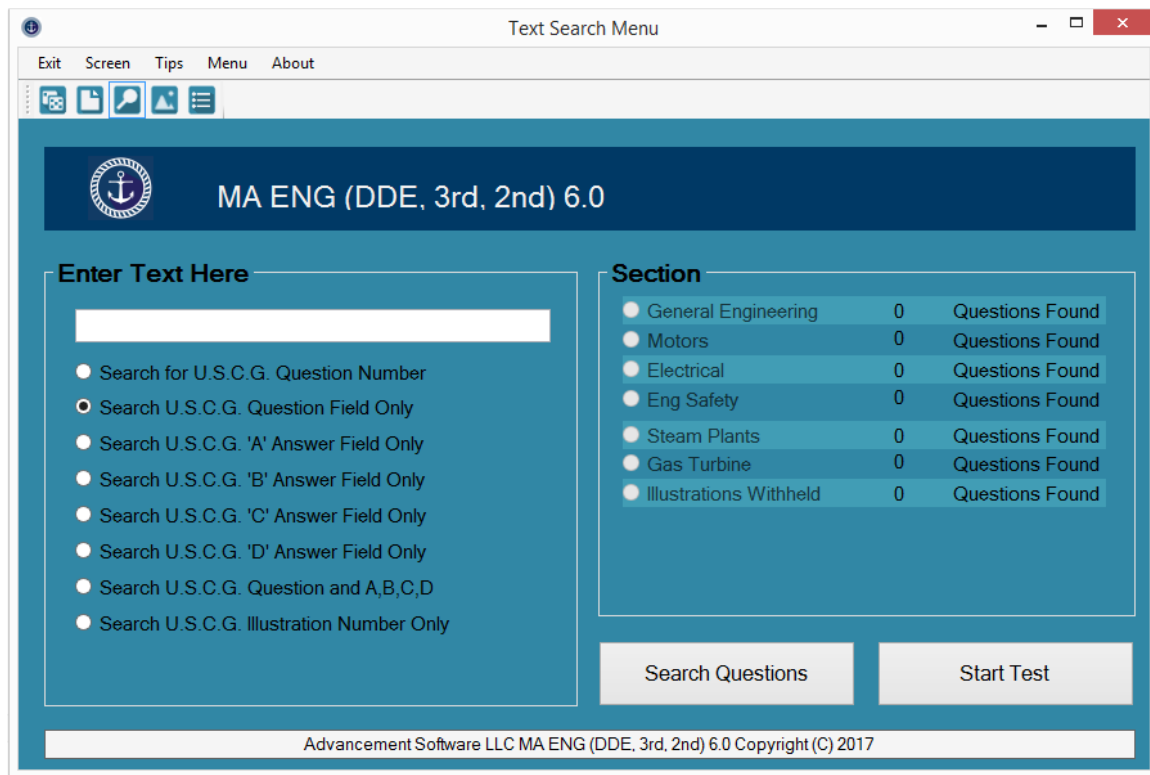 Text Search Menu
Exit Screen Tips Menu About
MA ENG (DDE, 3rd, 2nd) 6.0
Enter Text Here
Search for U.S.C.G. Question Number
Search U.S.C.G. Question Field Only
Search U.S.C.G. 'A' Answer Field Only
Search U.S.C.G. 'B' Answer Field Only
Search U.S.C.G. 'C' Answer Field Only
Search U.S.C.G. 'D' Answer Field Only
Search U.S.C.G. Question and A,B,C,D
Search U.S.C.G. Illustration Number Only
Section
General Engineering 0 Questions Found
Motors 0 Questions Found
Electrical 0 Questions Found
Eng Safety 0 Questions Found
Steam Plants 0 Questions Found
Gas Turbine 0 Questions Found
Illustrations Withheld 0 Questions Found
Search Questions Start Test
Advancement Software LLC MA ENG (DDE, 3rd, 2nd) 6.0 Copyright (C) 2017